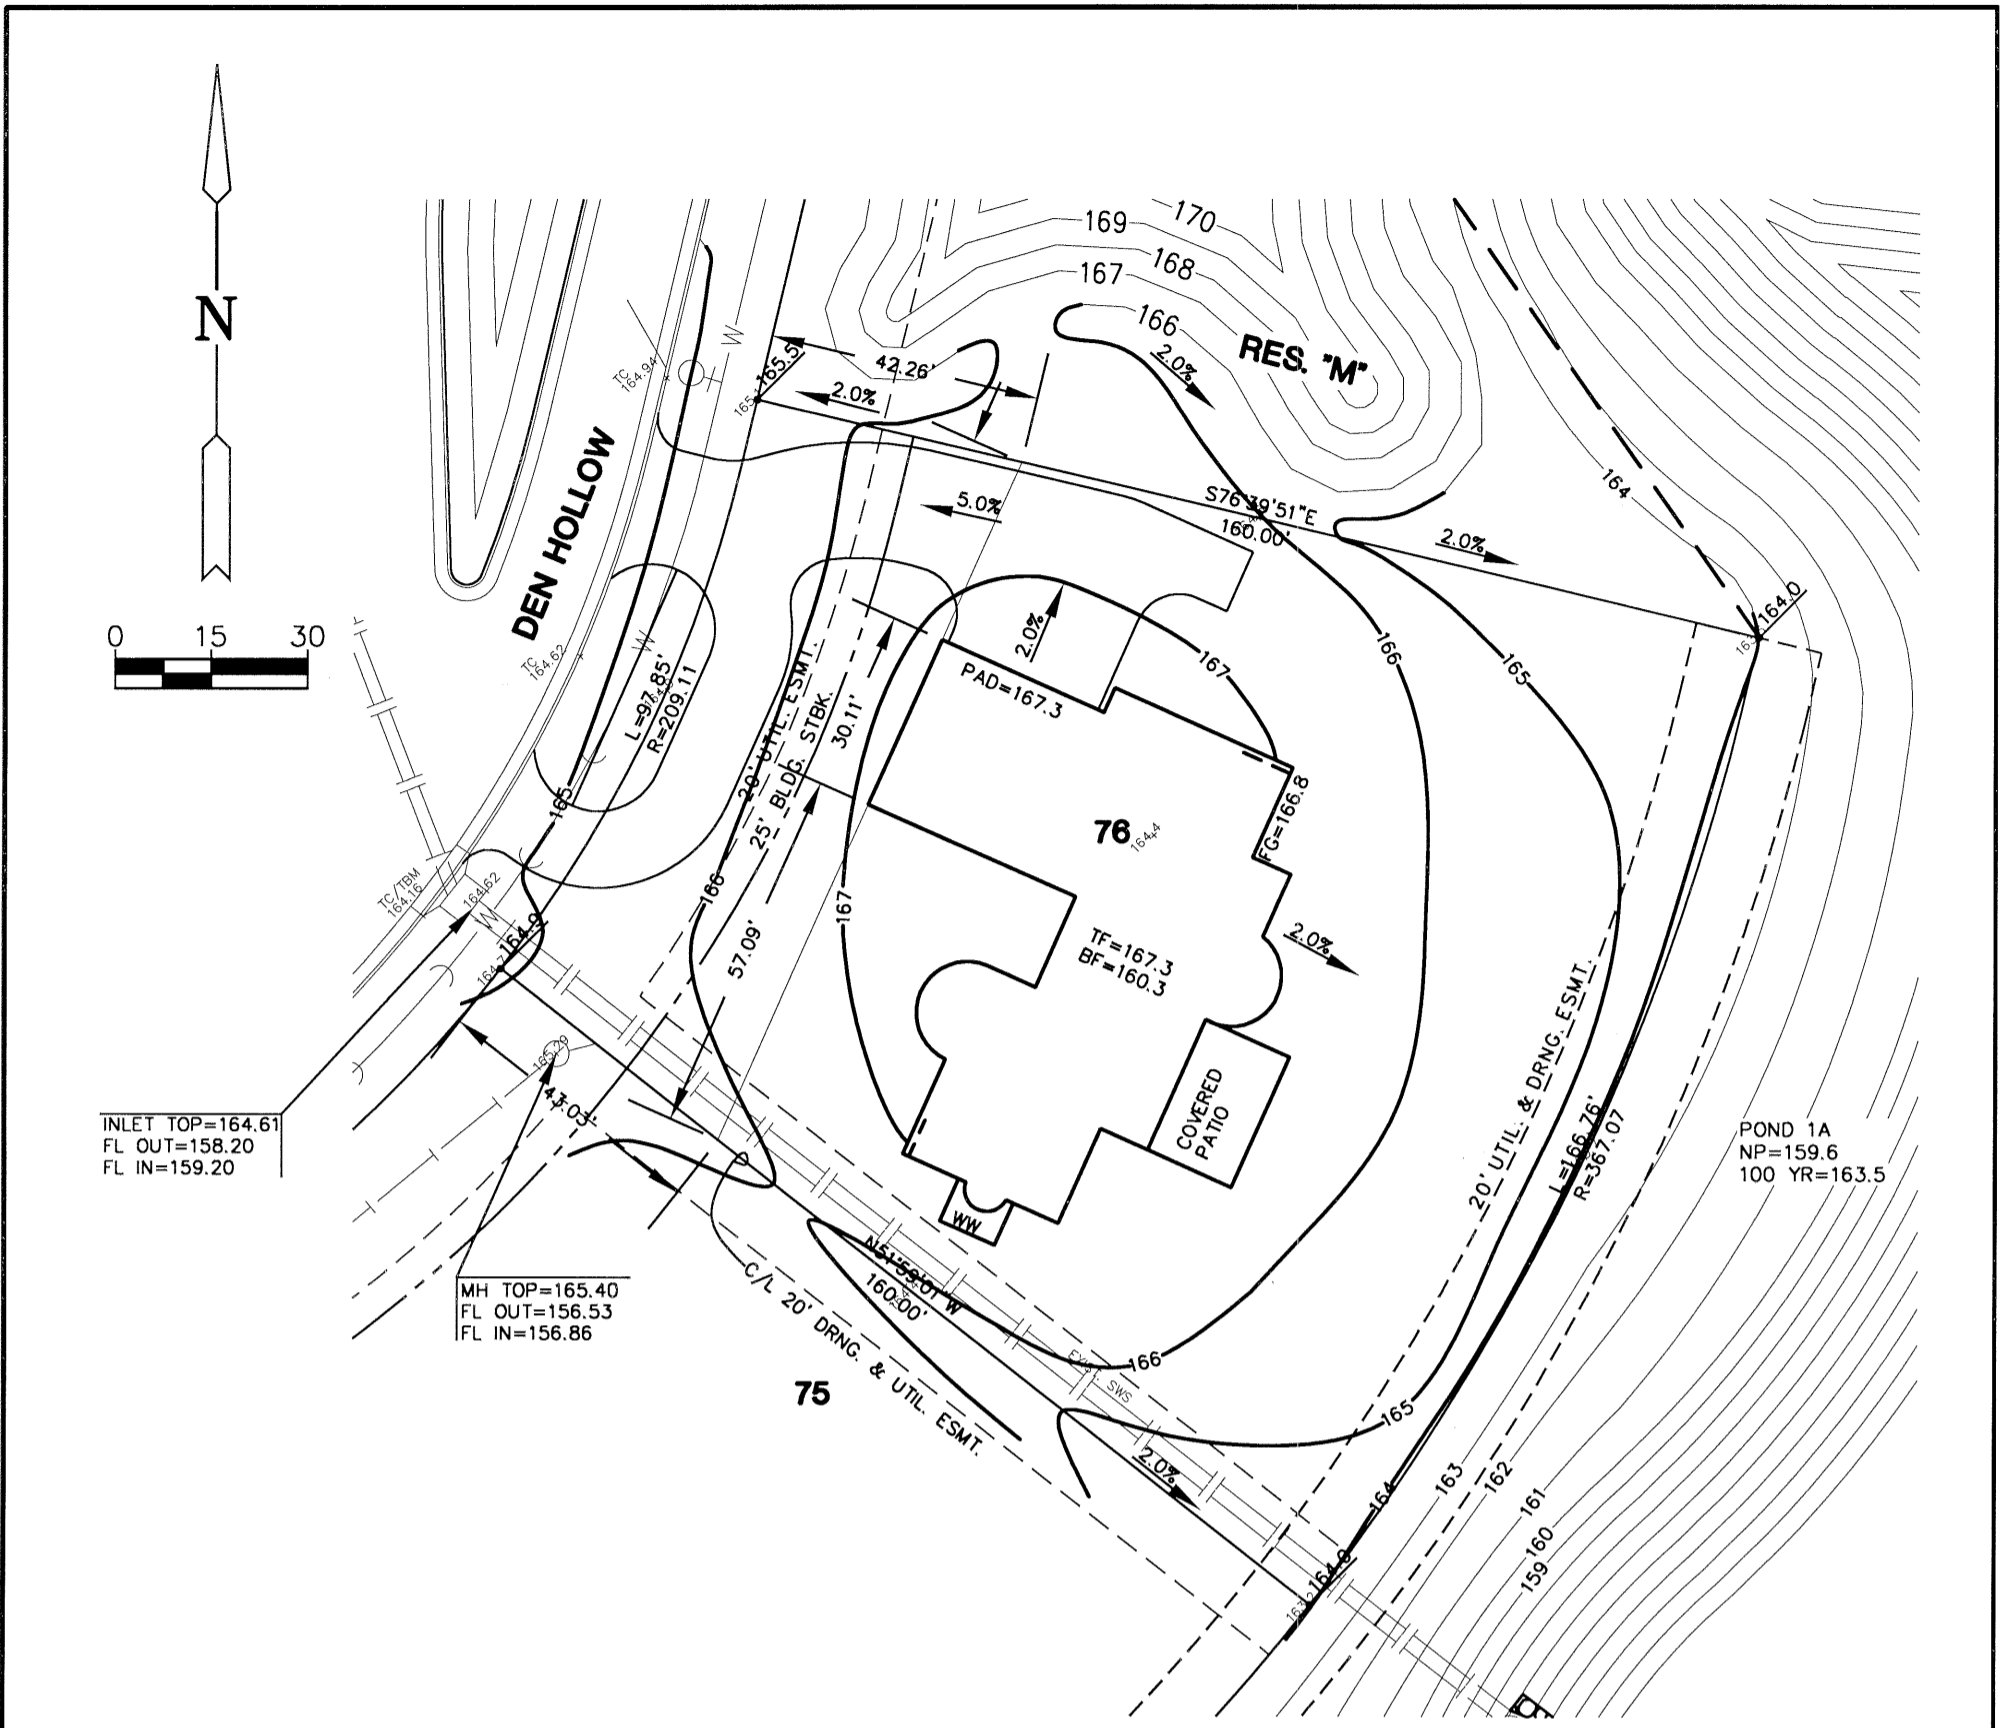 170
169
168
167
166
RES. "M"
N
0 15 30
DEN HOLLOW
W
TC
164.94
165.5
42.26'
2.0%
2.0%
5.0%
S76°39'51"E
160.00'
2.0%
164
164.0
W
TC
164.62
L=97.85'
R=209.11
20' UTIL. ESMT.
25' BLDG. STBK.
30.11'
2.0%
PAD=167.3
167
166
165
165
76
164.4
FG=166.8
TC/TBM
164.16
164.62
W
164.9
166
167
57.09'
TF=167.3
BF=160.3
2.0%
165.29
INLET TOP=164.61
FL OUT=158.20
FL IN=159.20
COVERED
PATIO
20' UTIL. & DRNG. ESMT.
L=166.76'
R=367.07
POND 1A
NP=159.6
100 YR=163.5
WW
MH TOP=165.40
FL OUT=156.53
FL IN=156.86
N51°59'01"W
160.00'
C/L 20' DRNG. & UTIL. ESMT.
EXIST. SWS
166
75
165
2.0%
164
163
162
161
160
159
164.0